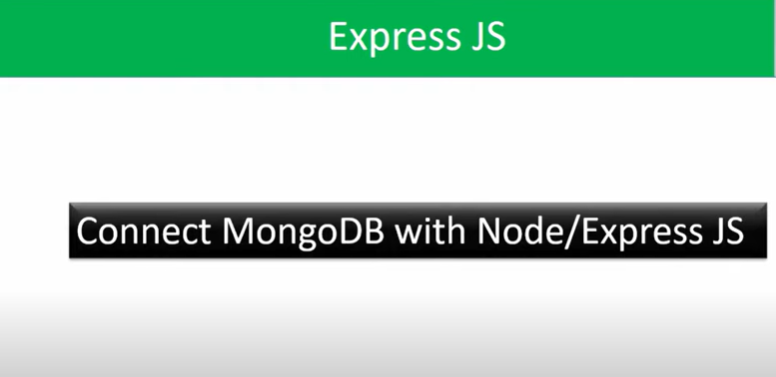 Express JS
Connect MongoDB with Node/Express JS